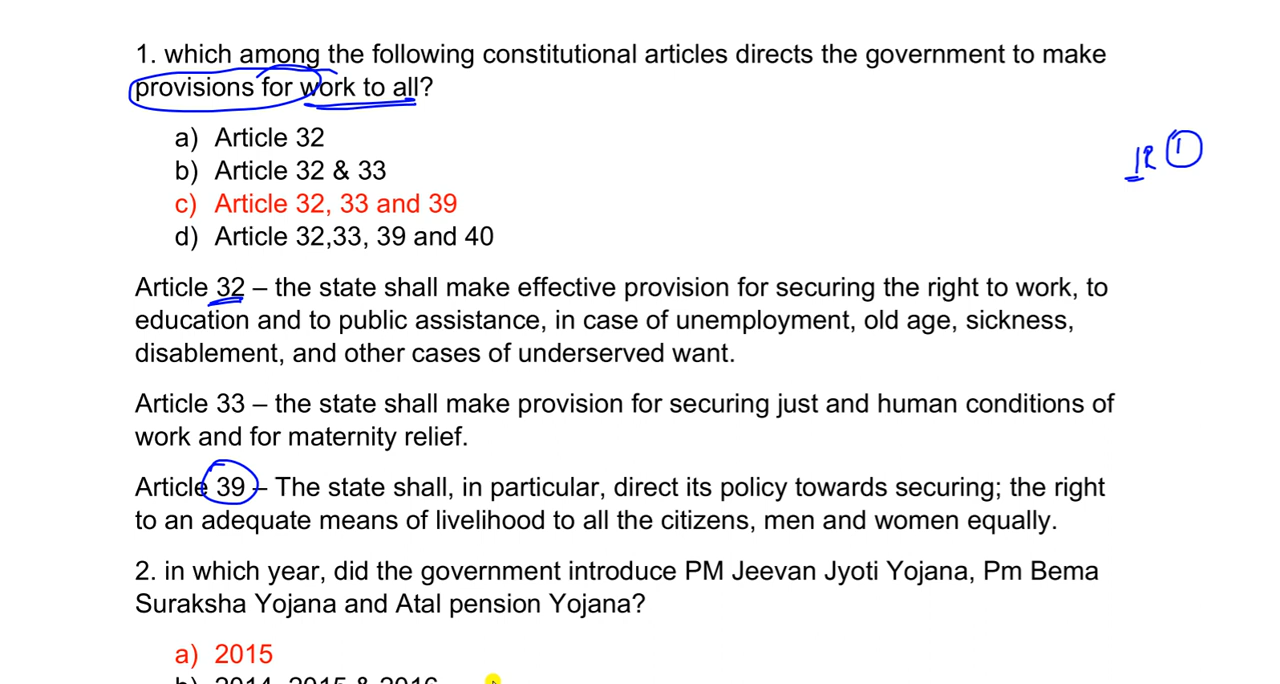 1. which among the following constitutional articles directs the government to make
provisions for work to all?
a) Article 32
b) Article 32 & 33
c) Article 32, 33 and 39
d) Article 32,33, 39 and 40
Article 32 – the state shall make effective provision for securing the right to work, to
education and to public assistance, in case of unemployment, old age, sickness,
disablement, and other cases of underserved want.
Article 33 – the state shall make provision for securing just and human conditions of
work and for maternity relief.
Article 39 – The state shall, in particular, direct its policy towards securing; the right
to an adequate means of livelihood to all the citizens, men and women equally.
2. in which year, did the government introduce PM Jeevan Jyoti Yojana, Pm Bema
Suraksha Yojana and Atal pension Yojana?
a) 2015
b) 2014, 2015 & 2016